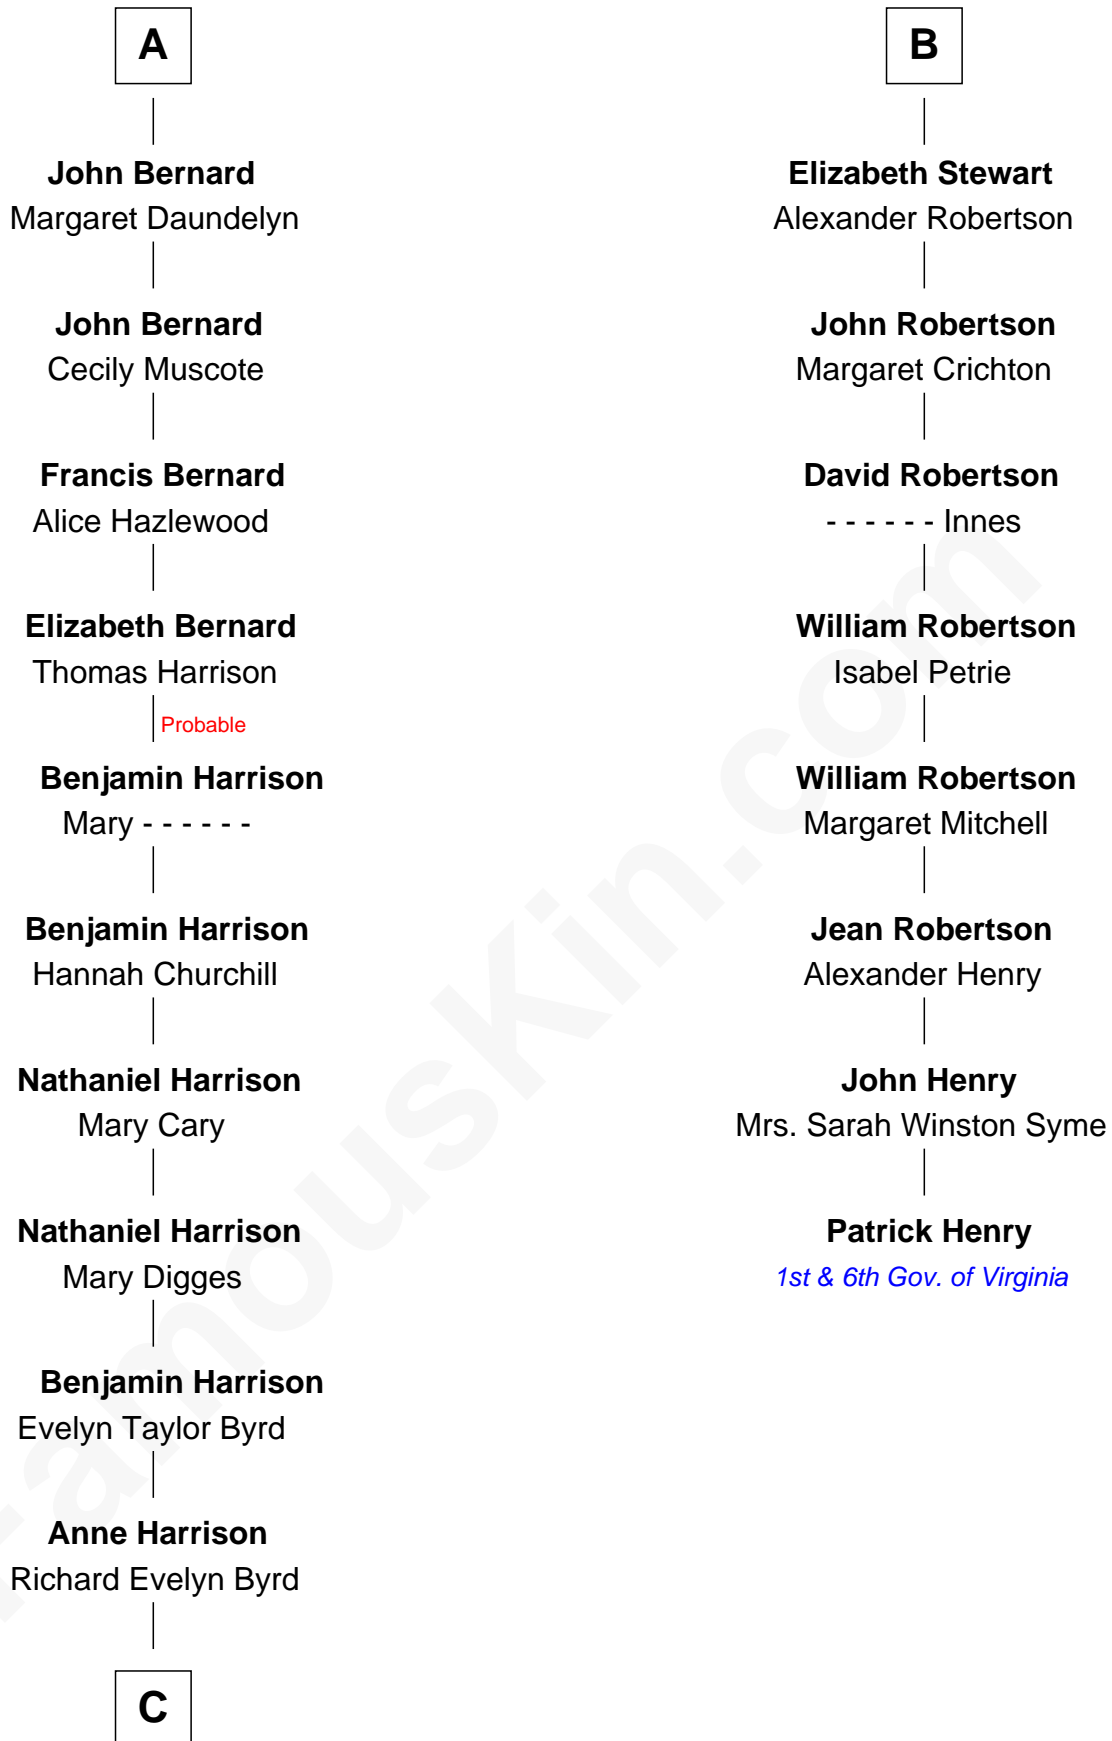 A
John Bernard
Margaret Daundelyn
John Bernard
Cecily Muscote
Francis Bernard
Alice Hazlewood
Elizabeth Bernard
Thomas Harrison
Probable
Benjamin Harrison
Mary - - - - - -
Benjamin Harrison
Hannah Churchill
Nathaniel Harrison
Mary Cary
Nathaniel Harrison
Mary Digges
Benjamin Harrison
Evelyn Taylor Byrd
Anne Harrison
Richard Evelyn Byrd
C
B
Elizabeth Stewart
Alexander Robertson
John Robertson
Margaret Crichton
David Robertson
- - - - - - Innes
William Robertson
Isabel Petrie
William Robertson
Margaret Mitchell
Jean Robertson
Alexander Henry
John Henry
Mrs. Sarah Winston Syme
Patrick Henry
1st & 6th Gov. of Virginia
FamousKin.com